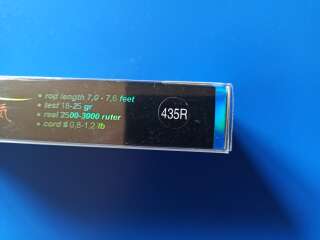 • rod length 7,0 - 7,6 feet
• test 18-25 gr
• reel 2500-3000 ruter
• cord # 0,8-1,2 lb
435R